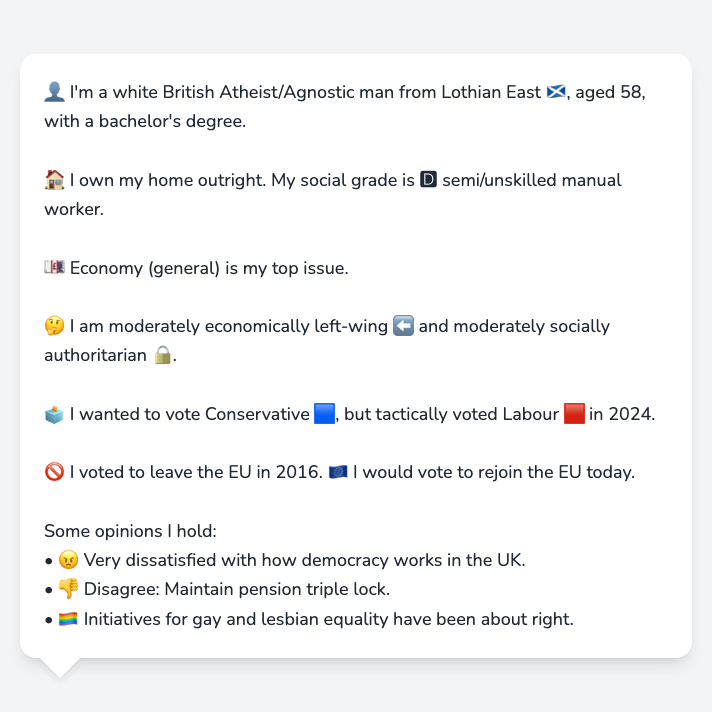 👤 I'm a white British Atheist/Agnostic man from Lothian East 🏴󠁧󠁢󠁳󠁣󠁴󠁿, aged 58,
with a bachelor's degree.
🏠 I own my home outright. My social grade is 🅳 semi/unskilled manual
worker.
💷 Economy (general) is my top issue.
🤔 I am moderately economically left-wing ⬅️ and moderately socially
authoritarian 🔒.
🗳️ I wanted to vote Conservative 🟦, but tactically voted Labour 🟥 in 2024.
🚫 I voted to leave the EU in 2016. 🇪🇺 I would vote to rejoin the EU today.
Some opinions I hold:
• 😠 Very dissatisfied with how democracy works in the UK.
• 👎 Disagree: Maintain pension triple lock.
• 🏳️‍🌈 Initiatives for gay and lesbian equality have been about right.